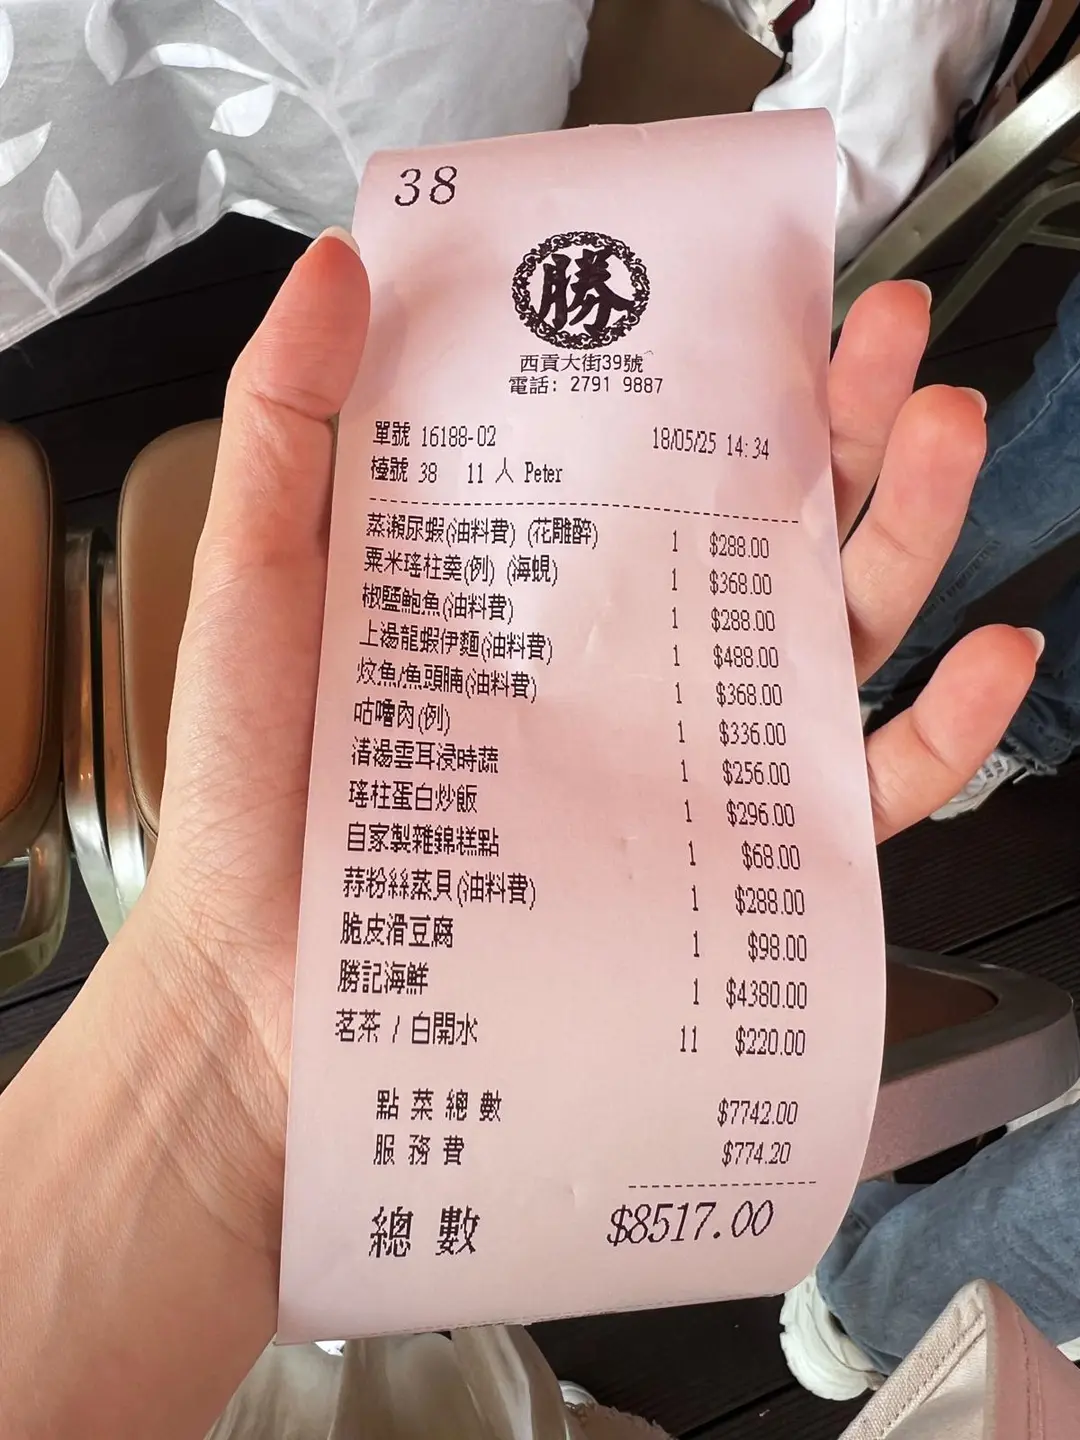 38
勝
西貢大街39號
電話: 2791 9887
單號 16188-02 18/05/25 14:34
檯號 38 11 人 Peter
蒸瀨尿蝦(油料費) (花雕醉) 1 $288.00
粟米瑤柱羹(例) (海蜆) 1 $368.00
椒鹽鮑魚(油料費) 1 $288.00
上湯龍蝦伊麵(油料費) 1 $488.00
炆魚/魚頭腩(油料費) 1 $368.00
咕嚕肉(例) 1 $336.00
清湯雲耳浸時蔬 1 $256.00
瑤柱蛋白炒飯 1 $296.00
自家製雜錦糕點 1 $68.00
蒜粉絲蒸貝(油料費) 1 $288.00
脆皮滑豆腐 1 $98.00
勝記海鮮 1 $4380.00
茗茶 / 白開水 11 $220.00
點菜總數 $7742.00
服務費 $774.20
總數 $8517.00